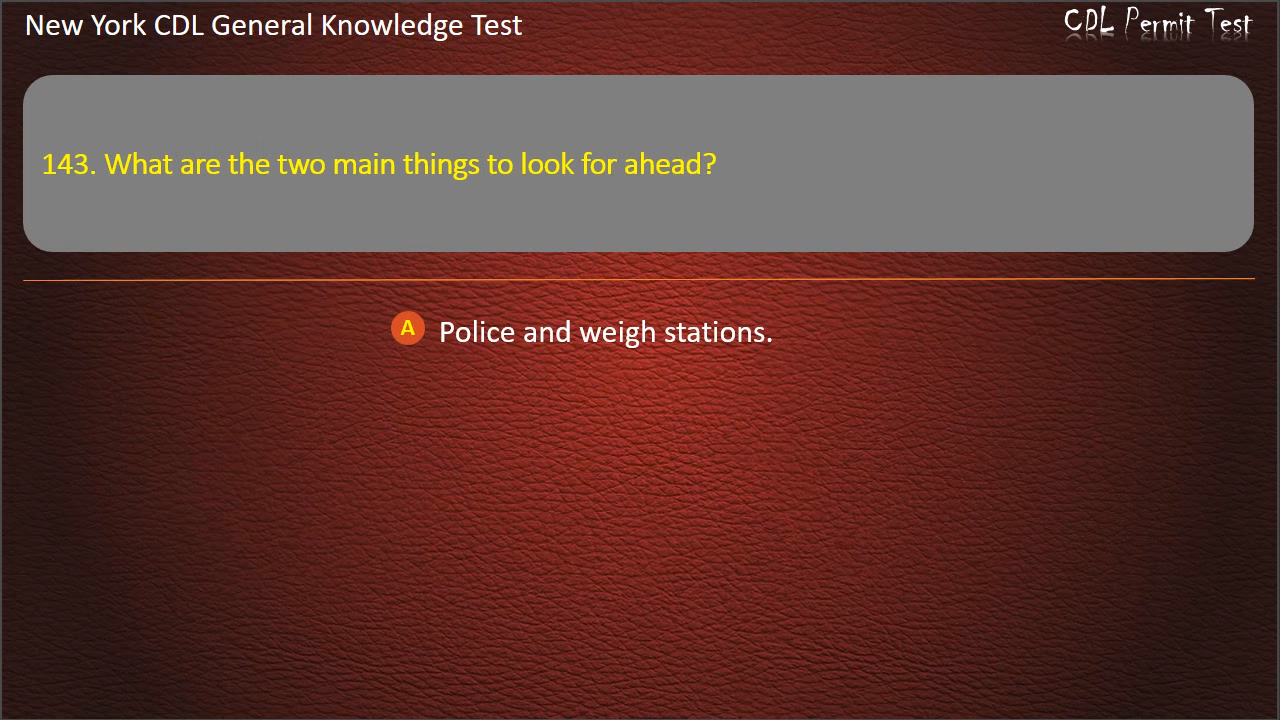 New York CDL General Knowledge Test
CDL Permit Test
143. What are the two main things to look for ahead?
A Police and weigh stations.